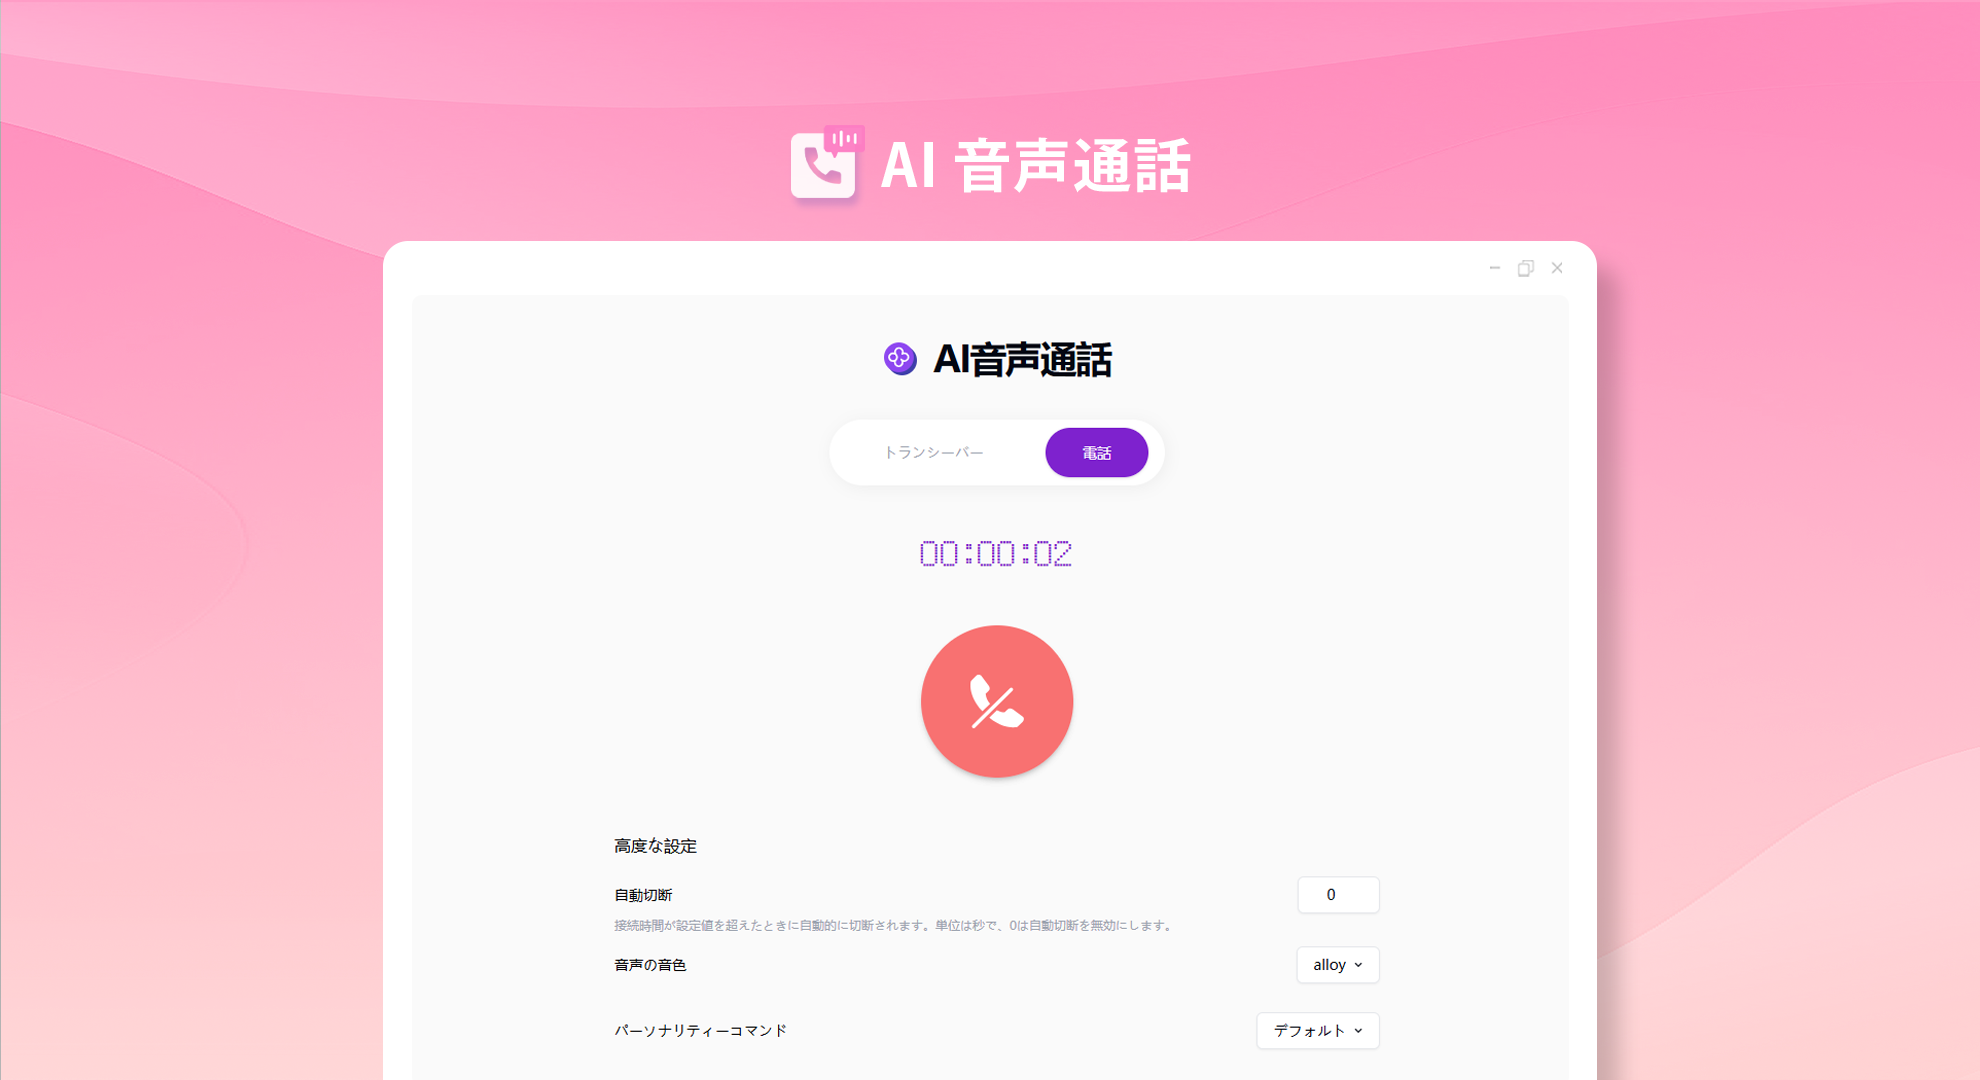 AI 音声通話
AI音声通話
トランシーバー 電話
00:00:02
高度な設定
自動切断 0
接続時間が設定値を超えたときに自動的に切断されます。単位は秒で、0は自動切断を無効にします。
音声の音色 alloy
パーソナリティーコマンド デフォルト